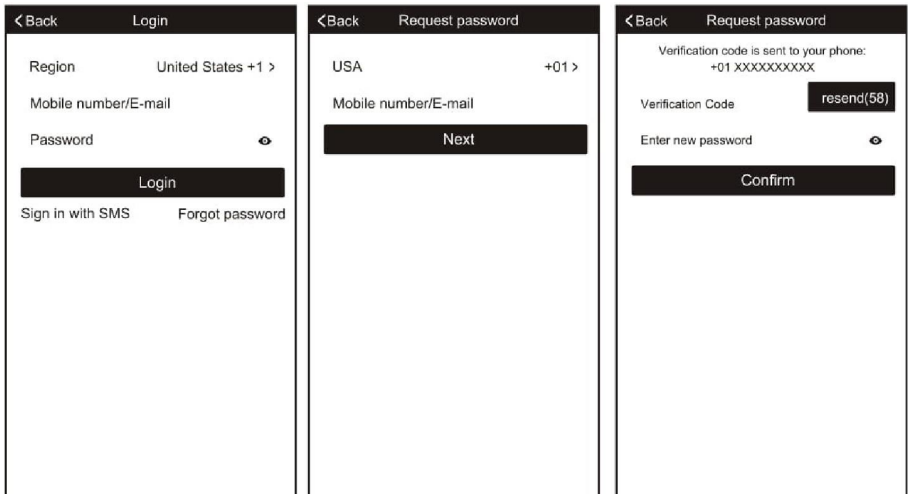 Back Login
Region United States +1 >
Mobile number/E-mail
Password
Login
Sign in with SMS Forgot password
Back Request password
USA +01 >
Mobile number/E-mail
Next
Back Request password
Verification code is sent to your phone:
+01 XXXXXXXXXX
Verification Code resend(58)
Enter new password
Confirm